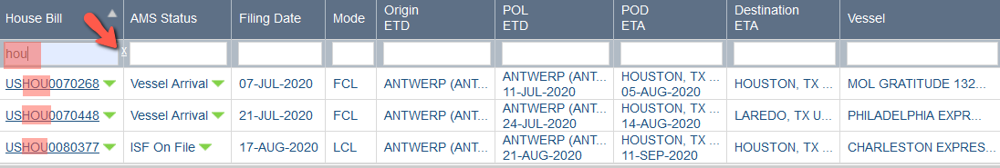 House Bill AMS Status Filing Date Mode Origin ETD POL ETD POD ETA Destination ETA Vessel
hou
USHOU0070268 Vessel Arrival 07-JUL-2020 FCL ANTWERP (ANT... ANTWERP (ANT... HOUSTON, TX ... HOUSTON, TX ... MOL GRATITUDE 132...
11-JUL-2020 05-AUG-2020
USHOU0070448 Vessel Arrival 21-JUL-2020 FCL ANTWERP (ANT... ANTWERP (ANT... HOUSTON, TX ... LAREDO, TX U... PHILADELPHIA EXPR...
24-JUL-2020 14-AUG-2020
USHOU0080377 ISF On File 17-AUG-2020 LCL ANTWERP (ANT... ANTWERP (ANT... HOUSTON, TX ... HOUSTON, TX ... CHARLESTON EXPRES...
21-AUG-2020 11-SEP-2020